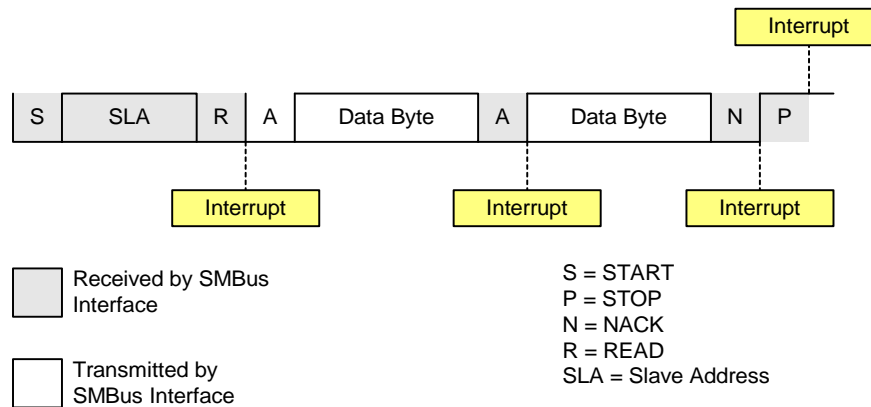 Interrupt
S
SLA
R
A
Data Byte
A
Data Byte
N
P
Interrupt
Interrupt
Interrupt
Received by SMBus
Interface
Transmitted by
SMBus Interface
S = START
P = STOP
N = NACK
R = READ
SLA = Slave Address